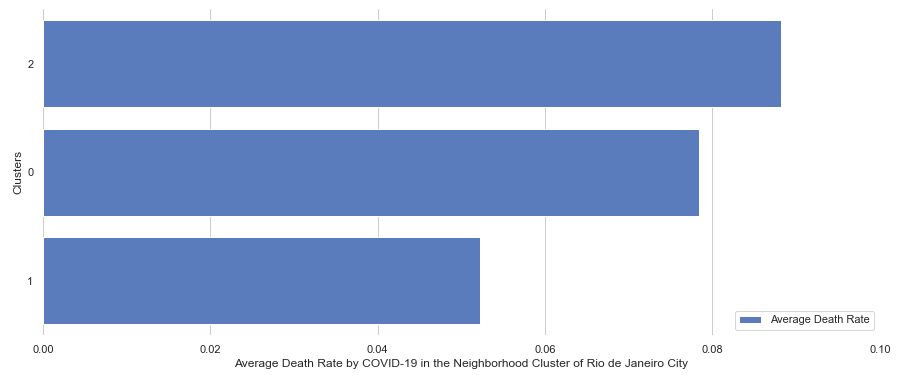 2
0
1
Clusters
Average Death Rate
0.00 0.02 0.04 0.06 0.08 0.10
Average Death Rate by COVID-19 in the Neighborhood Cluster of Rio de Janeiro City